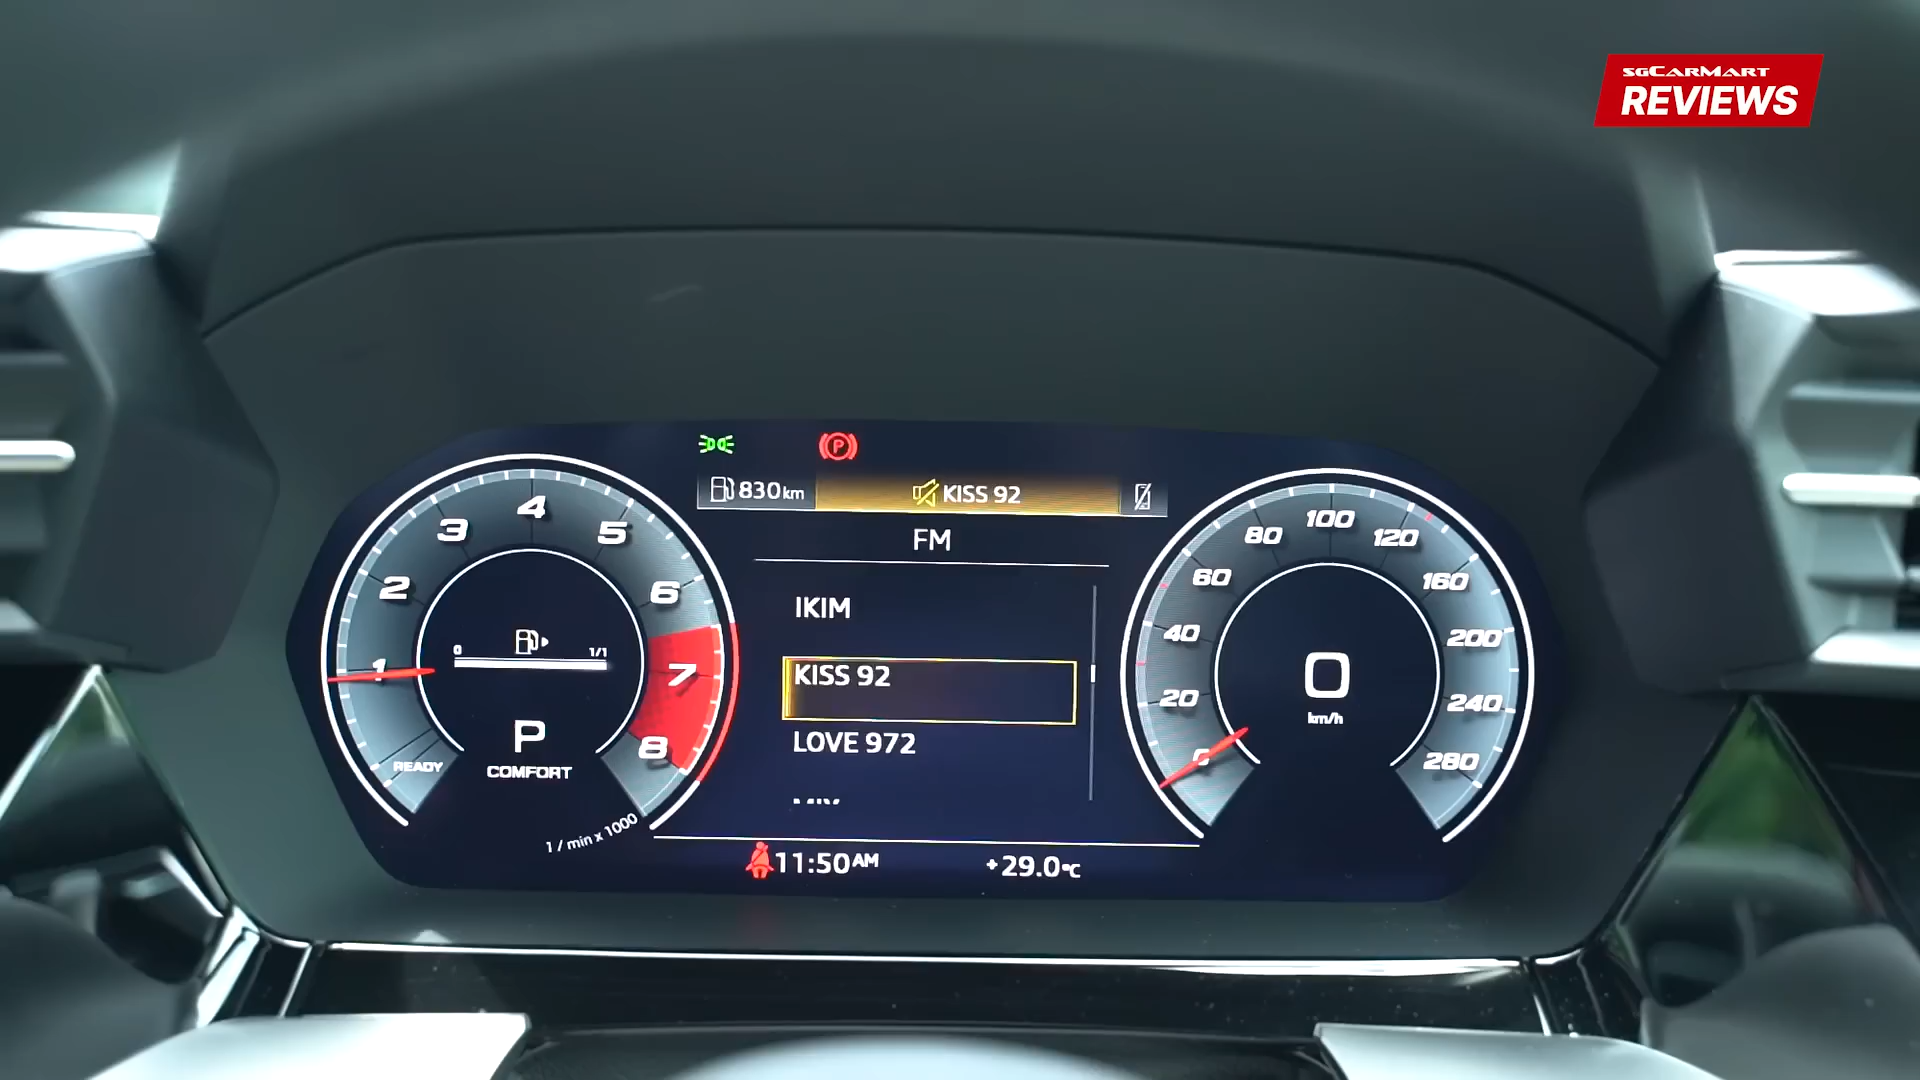 SGCARMART
REVIEWS
830km
KISS 92
FM
IKIM
KISS 92
LOVE 972
11:50AM
+29.0°C
1
2
3
4
5
6
7
8
READY
0
1/1
P
COMFORT
1 / min x 1000
0
20
40
60
80
100
120
160
200
240
280
0
km/h